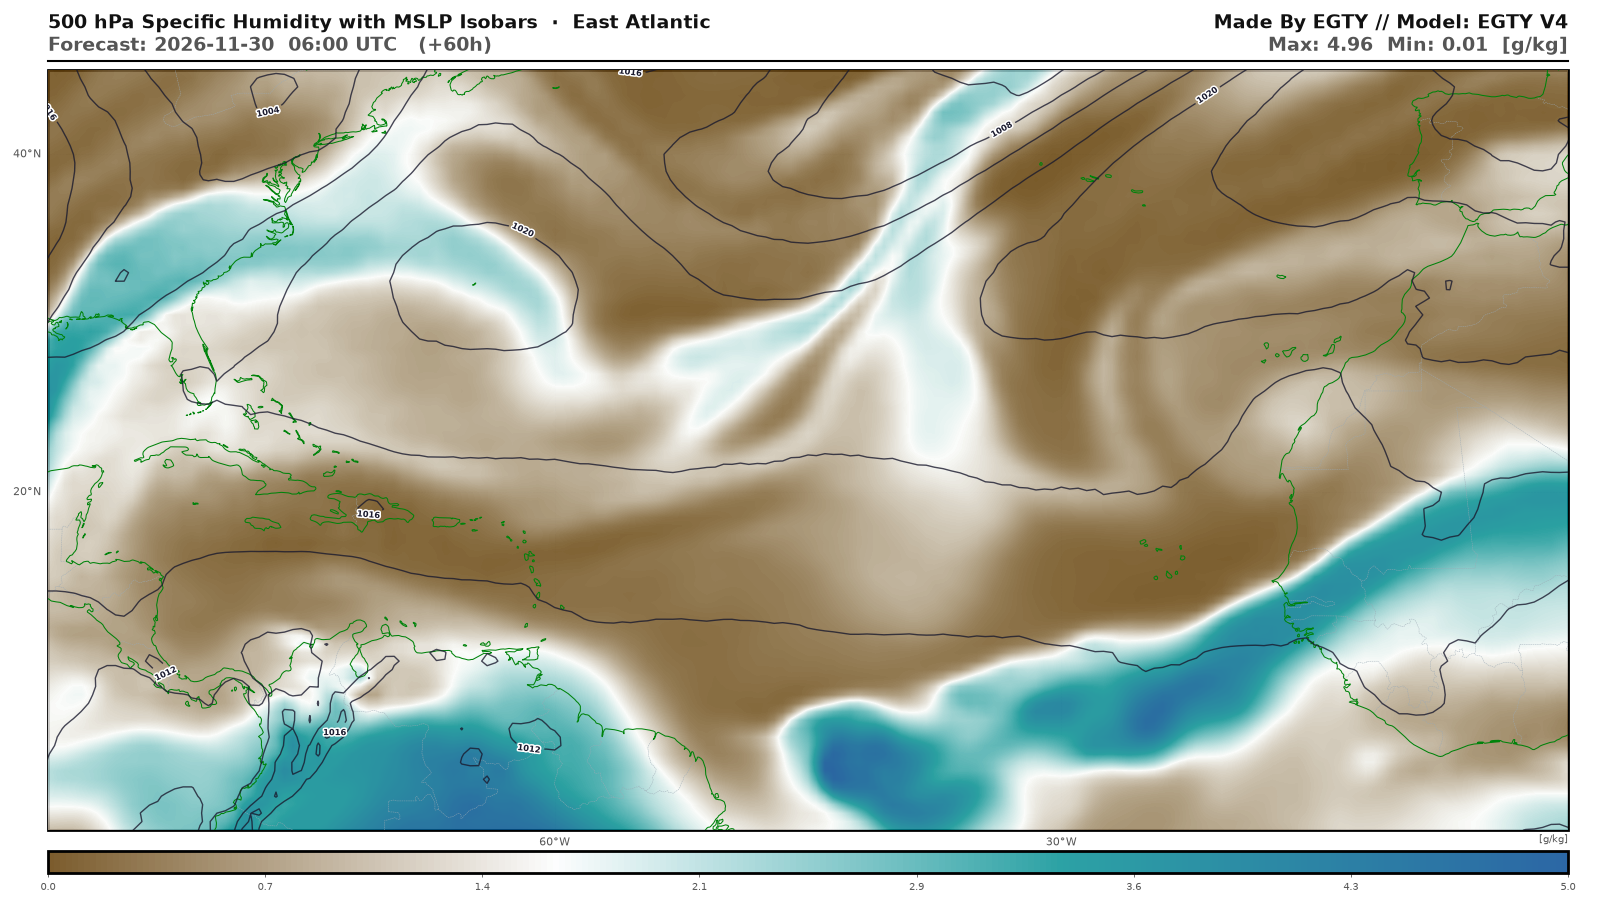 500 hPa Specific Humidity with MSLP Isobars · East Atlantic
Made By EGTY // Model: EGTY V4
Forecast: 2026-11-30 06:00 UTC (+60h)
Max: 4.96 Min: 0.01 [g/kg]
1016
1004
1020
1008
40°N
1020
20°N
1016
1012
1016
1012
60°W
30°W
[g/kg]
0.0
0.7
1.4
2.1
2.9
3.6
4.3
5.0